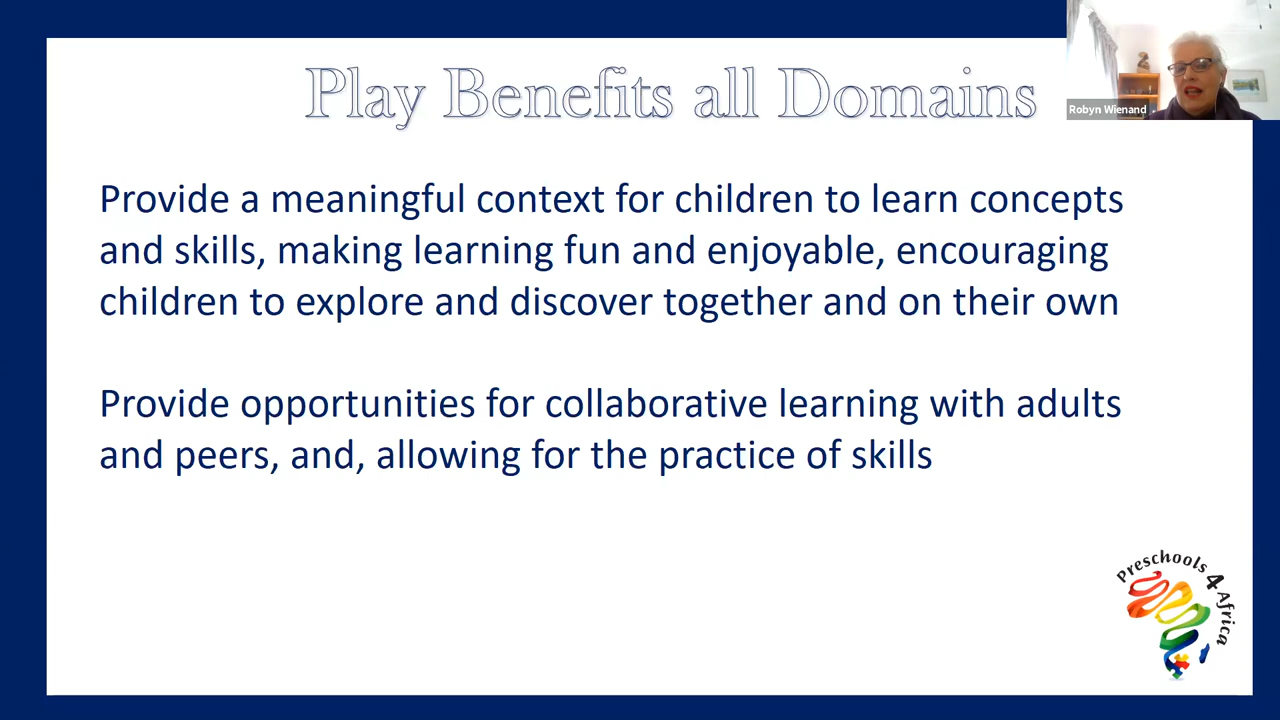 Play Benefits all Domains
Robyn Wienand
Provide a meaningful context for children to learn concepts
and skills, making learning fun and enjoyable, encouraging
children to explore and discover together and on their own
Provide opportunities for collaborative learning with adults
and peers, and, allowing for the practice of skills
Preschools 4 Africa